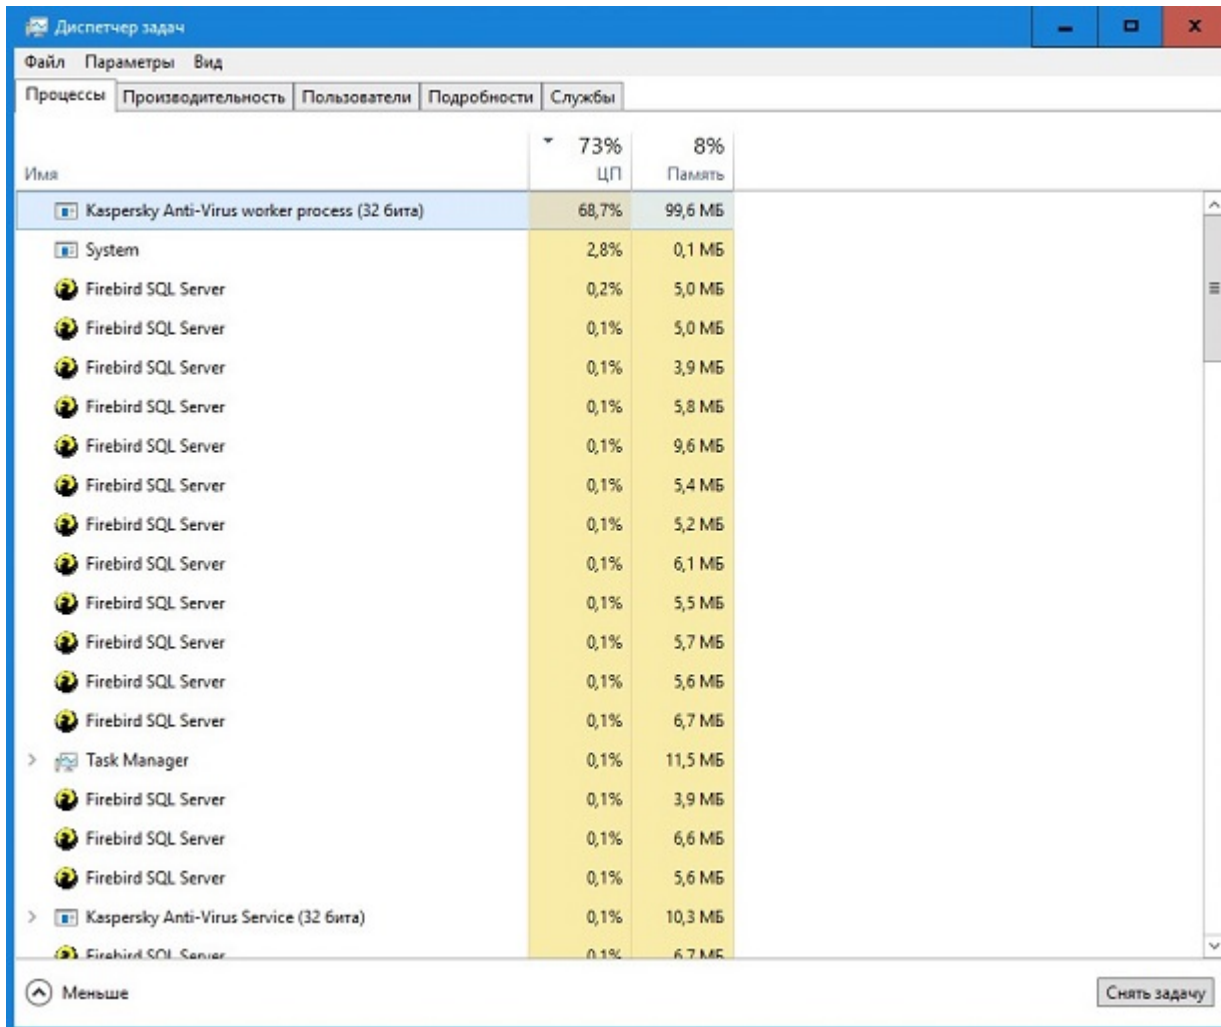 Диспетчер задач
Файл Параметры Вид
Процессы Производительность Пользователи Подробности Службы
73% 8%
Имя ЦП Память
Kaspersky Anti-Virus worker process (32 бита) 68,7% 99,6 МБ
System 2,8% 0,1 МБ
Firebird SQL Server 0,2% 5,0 МБ
Firebird SQL Server 0,1% 5,0 МБ
Firebird SQL Server 0,1% 3,9 МБ
Firebird SQL Server 0,1% 5,8 МБ
Firebird SQL Server 0,1% 9,6 МБ
Firebird SQL Server 0,1% 5,4 МБ
Firebird SQL Server 0,1% 5,2 МБ
Firebird SQL Server 0,1% 6,1 МБ
Firebird SQL Server 0,1% 5,5 МБ
Firebird SQL Server 0,1% 5,7 МБ
Firebird SQL Server 0,1% 5,6 МБ
Firebird SQL Server 0,1% 6,7 МБ
Task Manager 0,1% 11,5 МБ
Firebird SQL Server 0,1% 3,9 МБ
Firebird SQL Server 0,1% 6,6 МБ
Firebird SQL Server 0,1% 5,6 МБ
Kaspersky Anti-Virus Service (32 бита) 0,1% 10,3 МБ
Firebird SQL Server 0,1% 6,7 МБ
Меньше Снять задачу